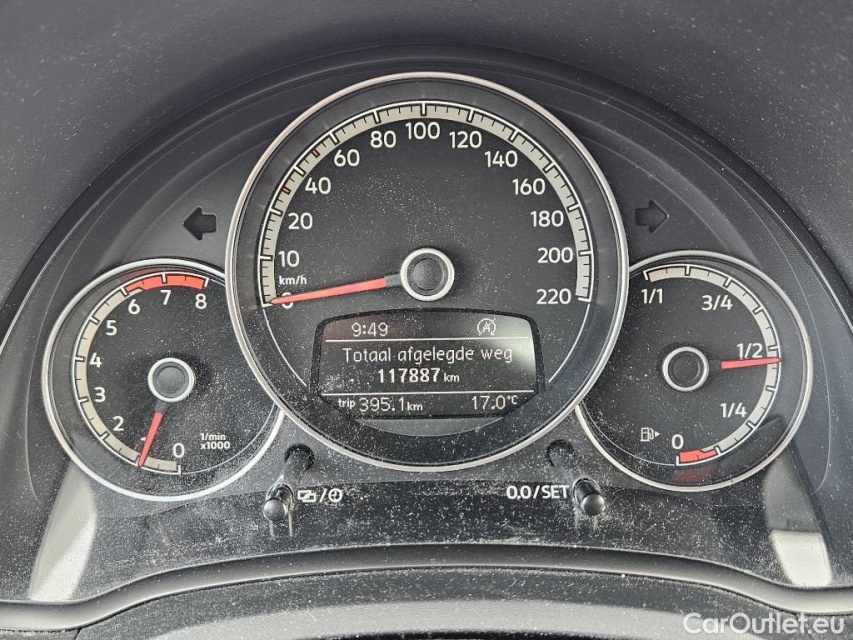 10 20 40 60 80 100 120 140 160 180 200 220
km/h
0 2 3 4 5 6 7 8
1/min
x1000
1/1 3/4 1/2 1/4 0
9:49
Totaal afgelegde weg
117887 km
trip 395.1 km 17.0°C
0.0/SET
CarOutlet.eu